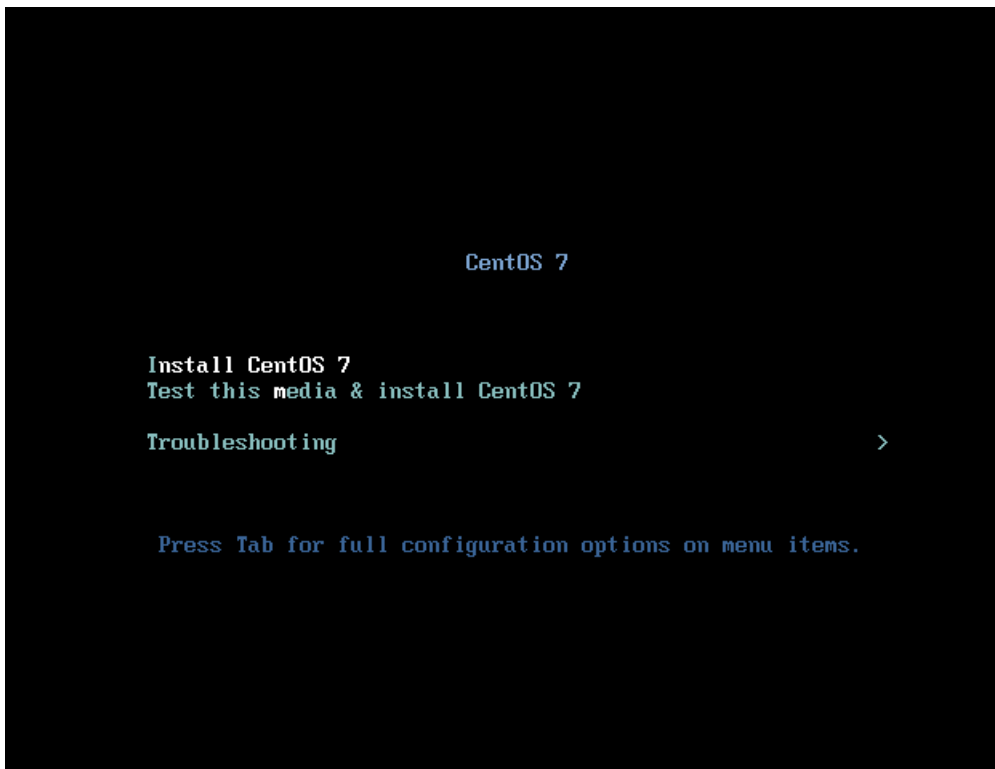 CentOS 7
Install CentOS 7
Test this media & install CentOS 7
Troubleshooting >
Press Tab for full configuration options on menu items.